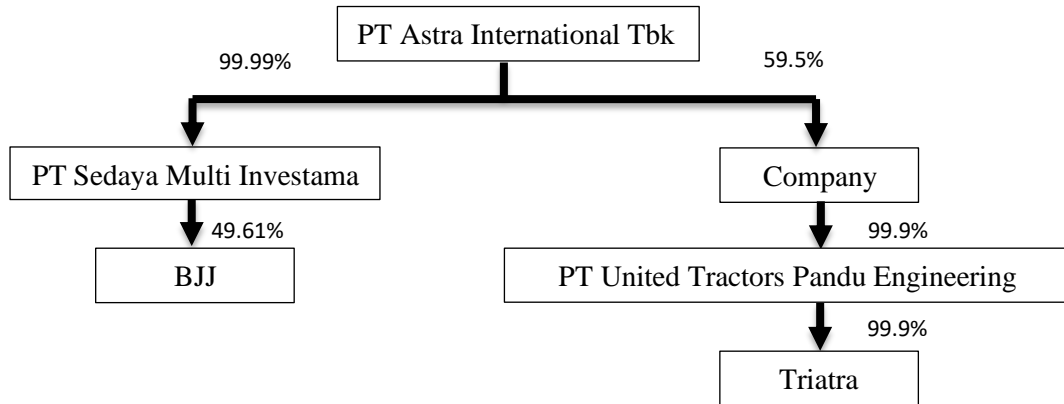 PT Astra International Tbk
99.99%
59.5%
PT Sedaya Multi Investama
Company
49.61%
99.9%
BJJ
PT United Tractors Pandu Engineering
99.9%
Triatra